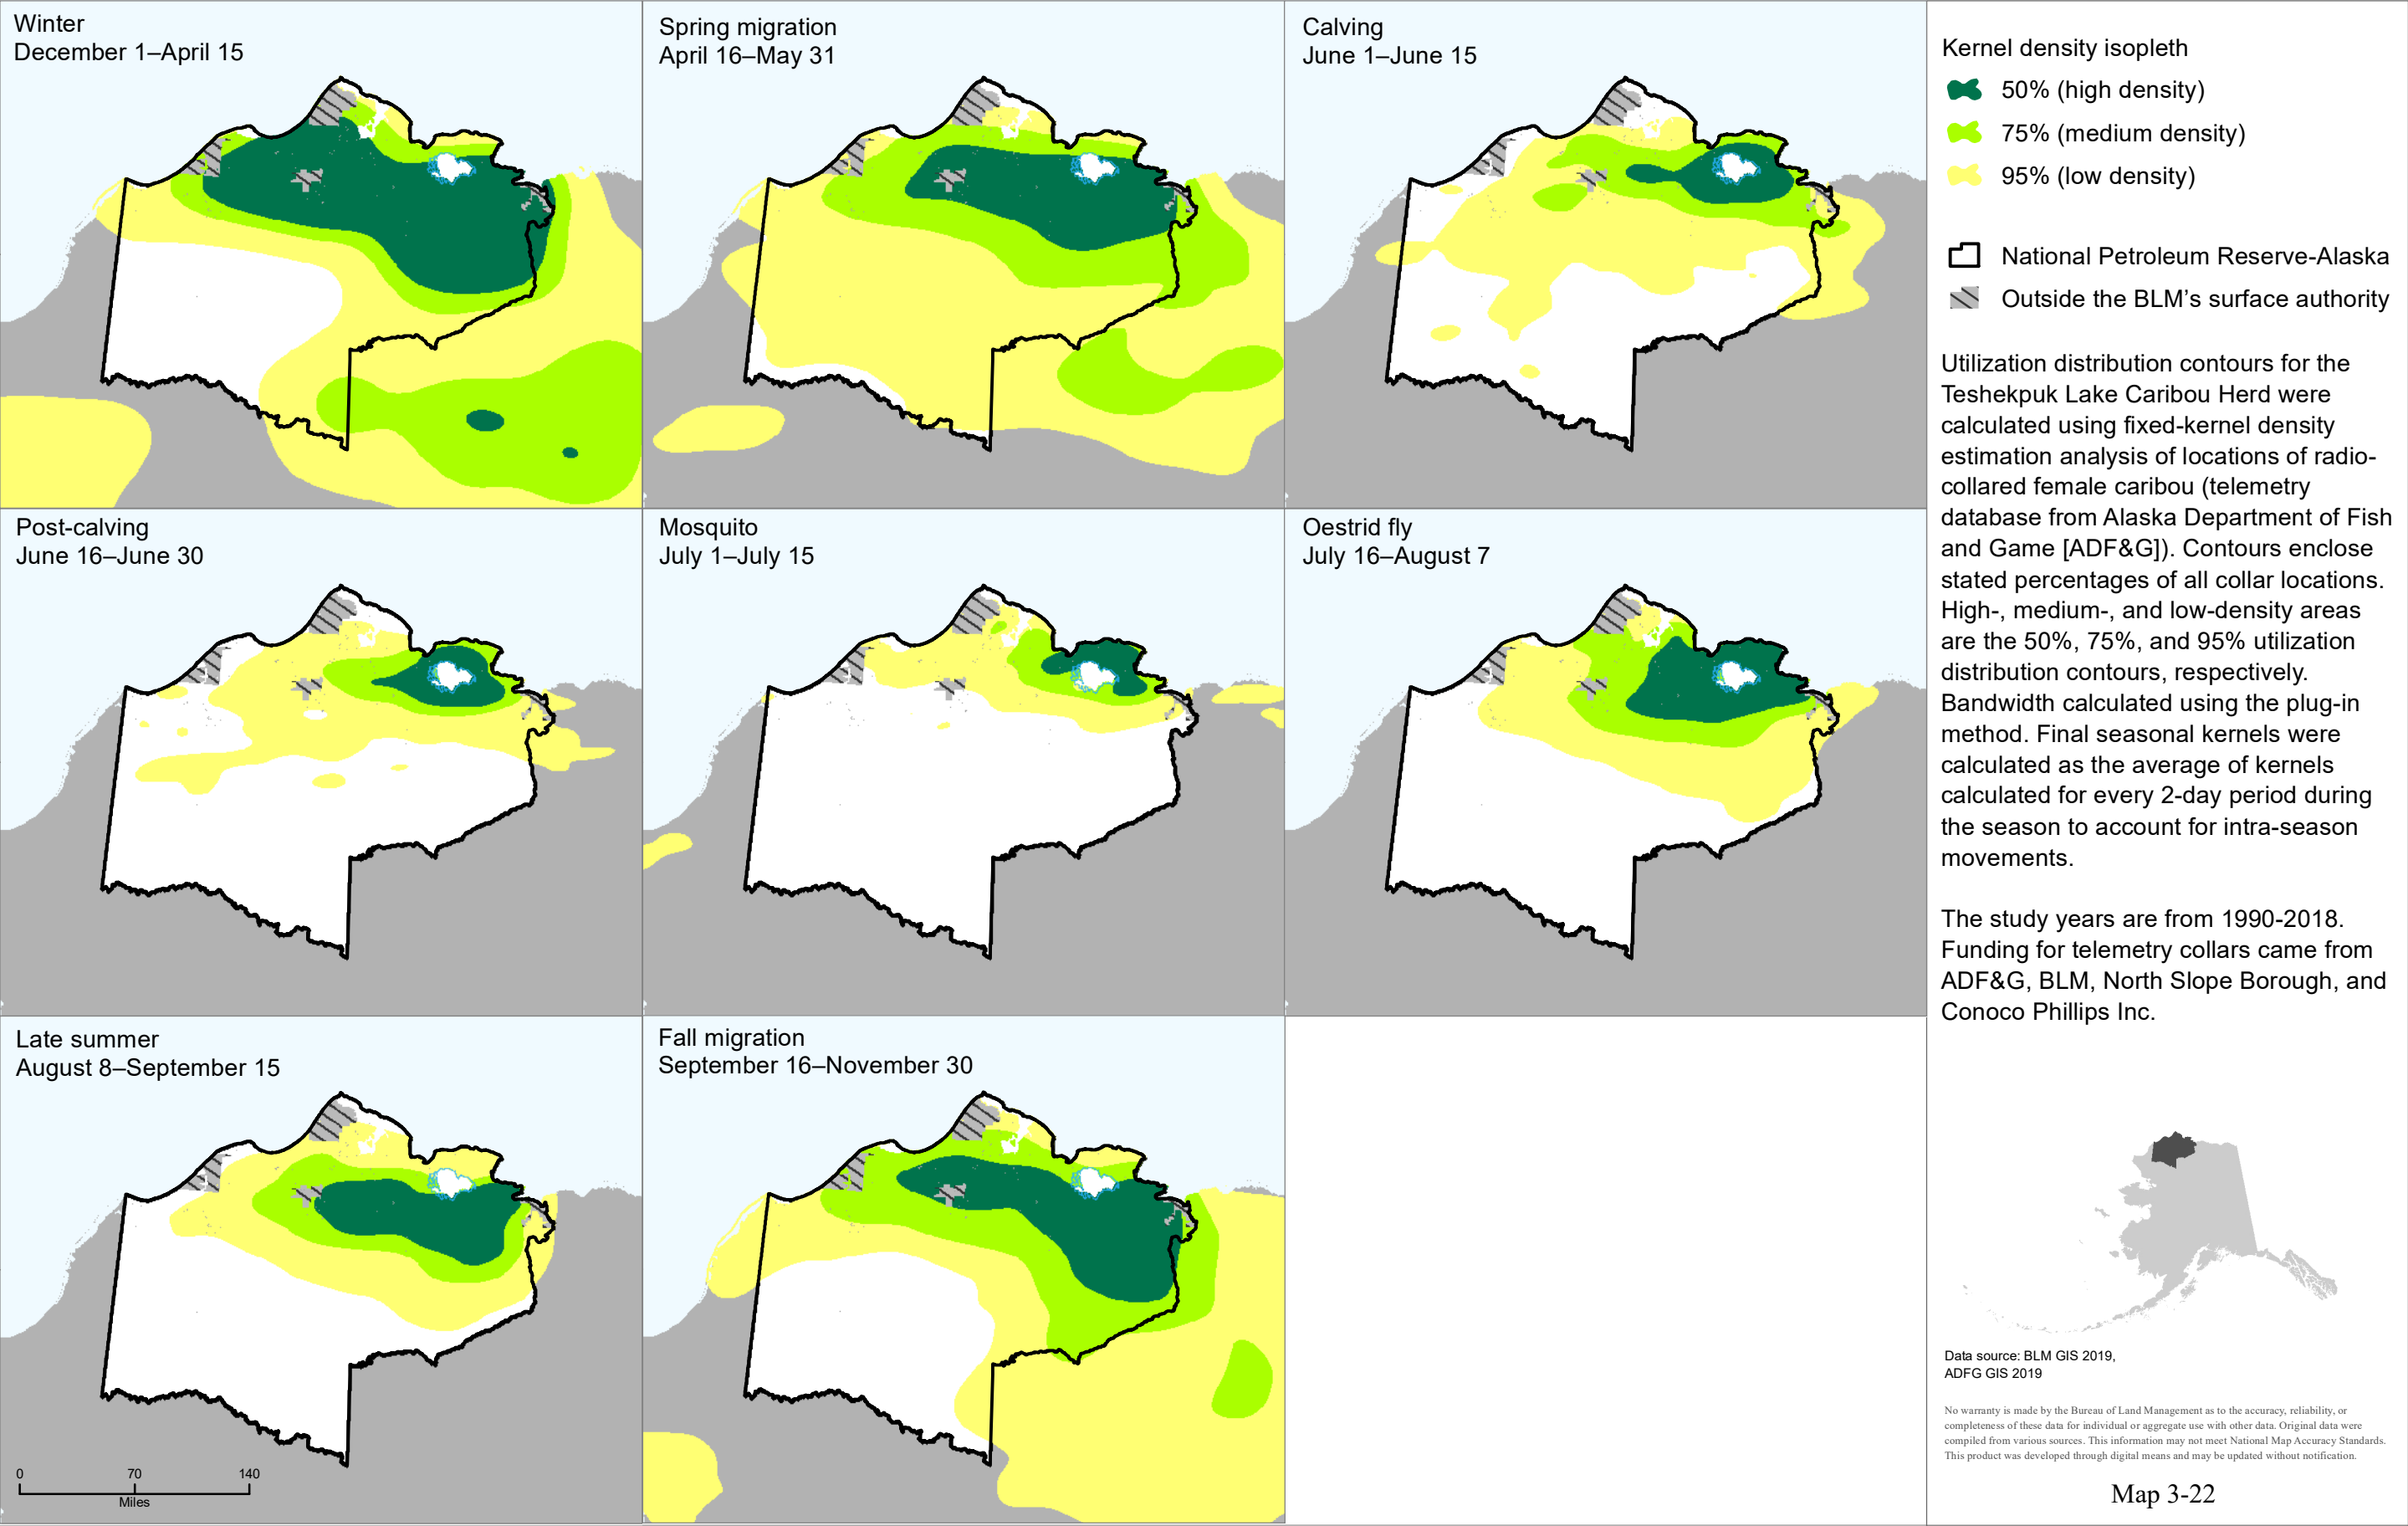 Winter
December 1–April 15
Spring migration
April 16–May 31
Calving
June 1–June 15
Post-calving
June 16–June 30
Mosquito
July 1–July 15
Oestrid fly
July 16–August 7
Late summer
August 8–September 15
Fall migration
September 16–November 30
0 70 140
Miles
Kernel density isopleth
50% (high density)
75% (medium density)
95% (low density)
National Petroleum Reserve-Alaska
Outside the BLM’s surface authority
Utilization distribution contours for the
Teshekpuk Lake Caribou Herd were
calculated using fixed-kernel density
estimation analysis of locations of radio-
collared female caribou (telemetry
database from Alaska Department of Fish
and Game [ADF&G]). Contours enclose
stated percentages of all collar locations.
High-, medium-, and low-density areas
are the 50%, 75%, and 95% utilization
distribution contours, respectively.
Bandwidth calculated using the plug-in
method. Final seasonal kernels were
calculated as the average of kernels
calculated for every 2-day period during
the season to account for intra-season
movements.
The study years are from 1990-2018.
Funding for telemetry collars came from
ADF&G, BLM, North Slope Borough, and
Conoco Phillips Inc.
Data source: BLM GIS 2019,
ADFG GIS 2019
No warranty is made by the Bureau of Land Management as to the accuracy, reliability, or
completeness of these data for individual or aggregate use with other data. Original data were
compiled from various sources. This information may not meet National Map Accuracy Standards.
This product was developed through digital means and may be updated without notification.
Map 3-22